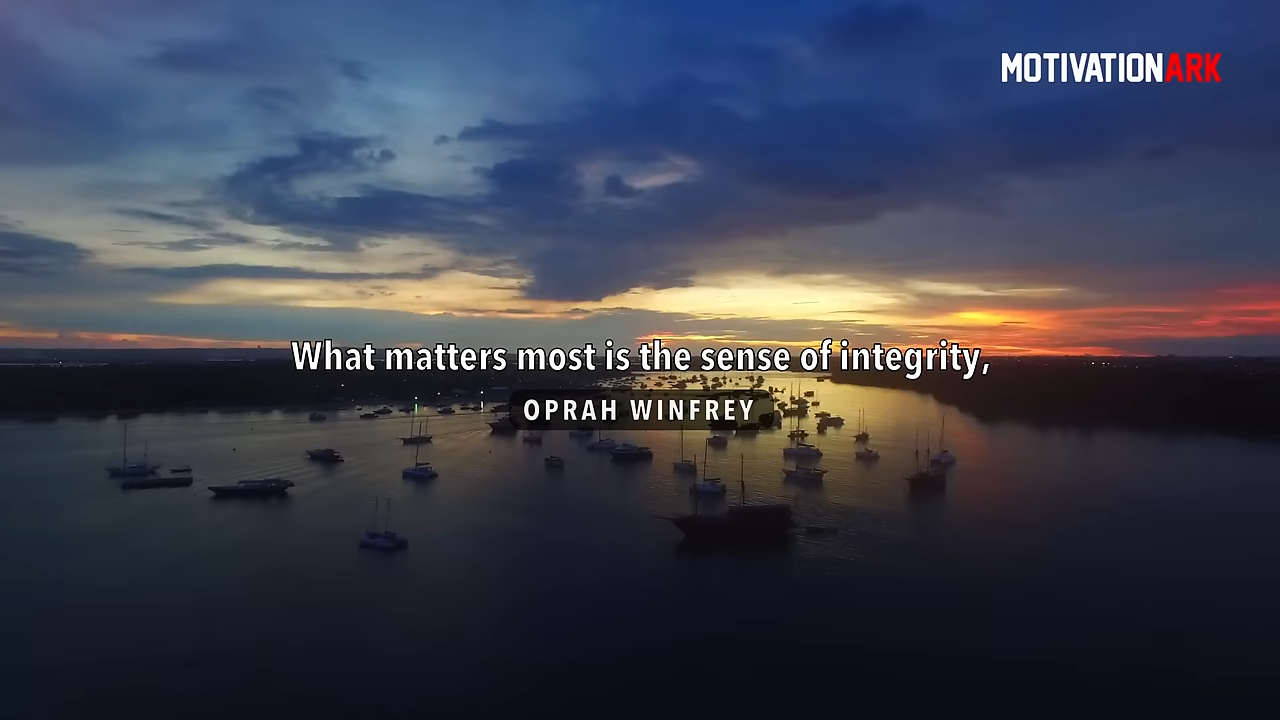 MOTIVATIONARK
What matters most is the sense of integrity,
OPRAH WINFREY